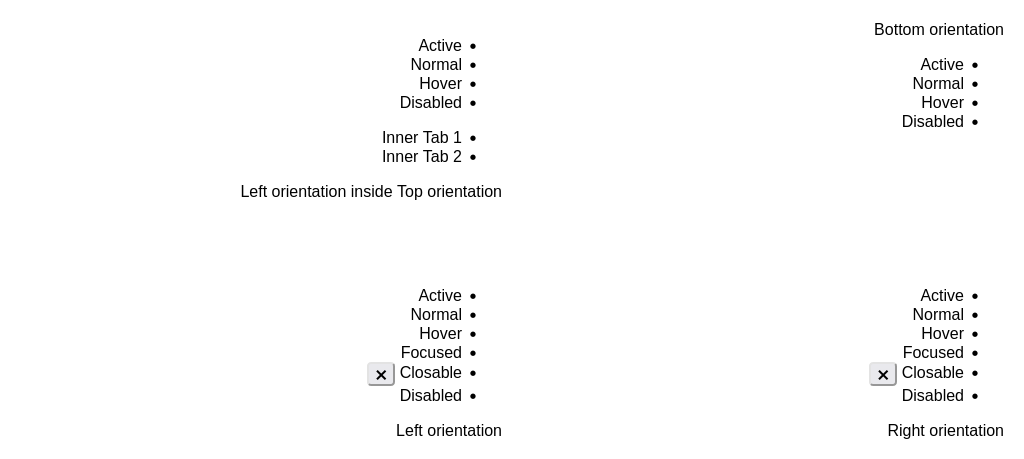 Active
Normal
Hover
Disabled
Inner Tab 1
Inner Tab 2
Left orientation inside Top orientation
Bottom orientation
Active
Normal
Hover
Disabled
Active
Normal
Hover
Focused
Closable ×
Disabled
Left orientation
Active
Normal
Hover
Focused
Closable ×
Disabled
Right orientation